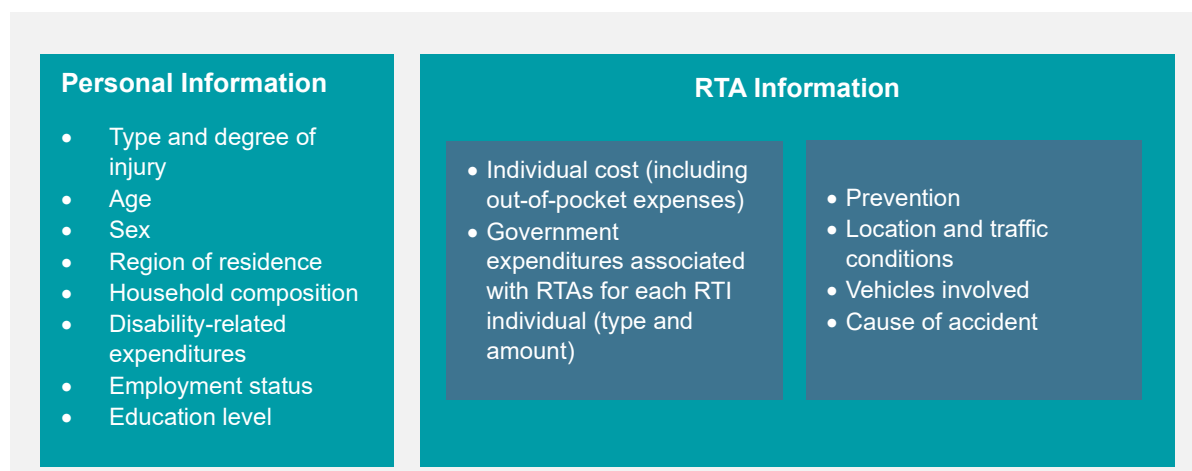 Personal Information
• Type and degree of
injury
• Age
• Sex
• Region of residence
• Household composition
• Disability-related
expenditures
• Employment status
• Education level
RTA Information
• Individual cost (including
out-of-pocket expenses)
• Government
expenditures associated
with RTAs for each RTI
individual (type and
amount)
• Prevention
• Location and traffic
conditions
• Vehicles involved
• Cause of accident